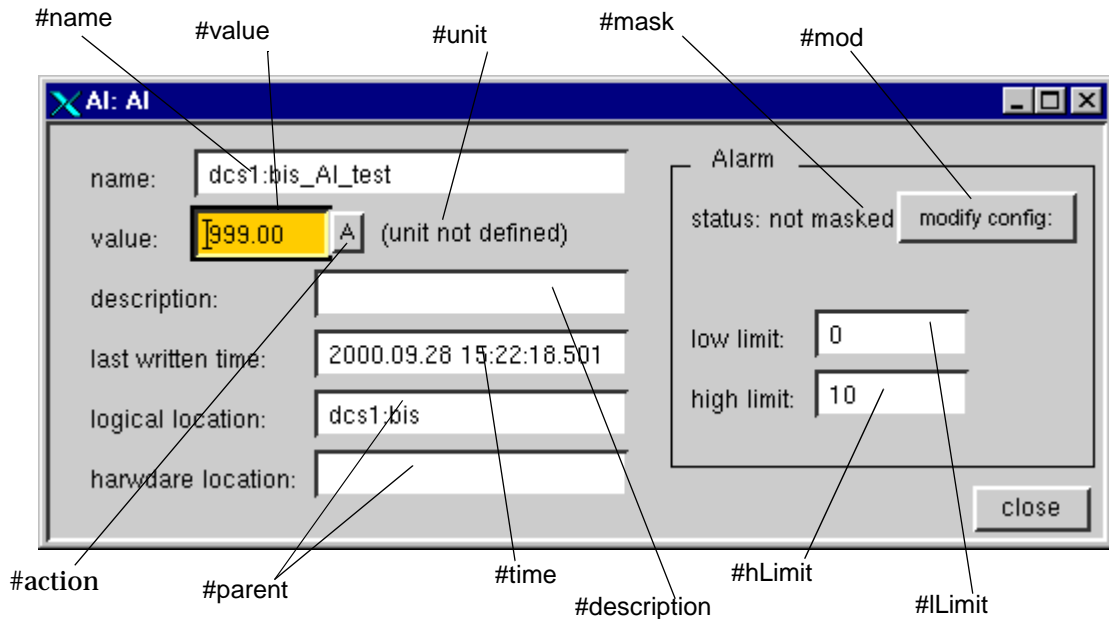 #name
#value
#unit
#mask
#mod
AI: AI
name: dcs1:bis_AI_test
value: 999.00 A (unit not defined)
description:
last written time: 2000.09.28 15:22:18.501
logical location: dcs1:bis
harwdare location:
Alarm
status: not masked modify config:
low limit: 0
high limit: 10
close
#action
#parent
#time
#description
#hLimit
#lLimit